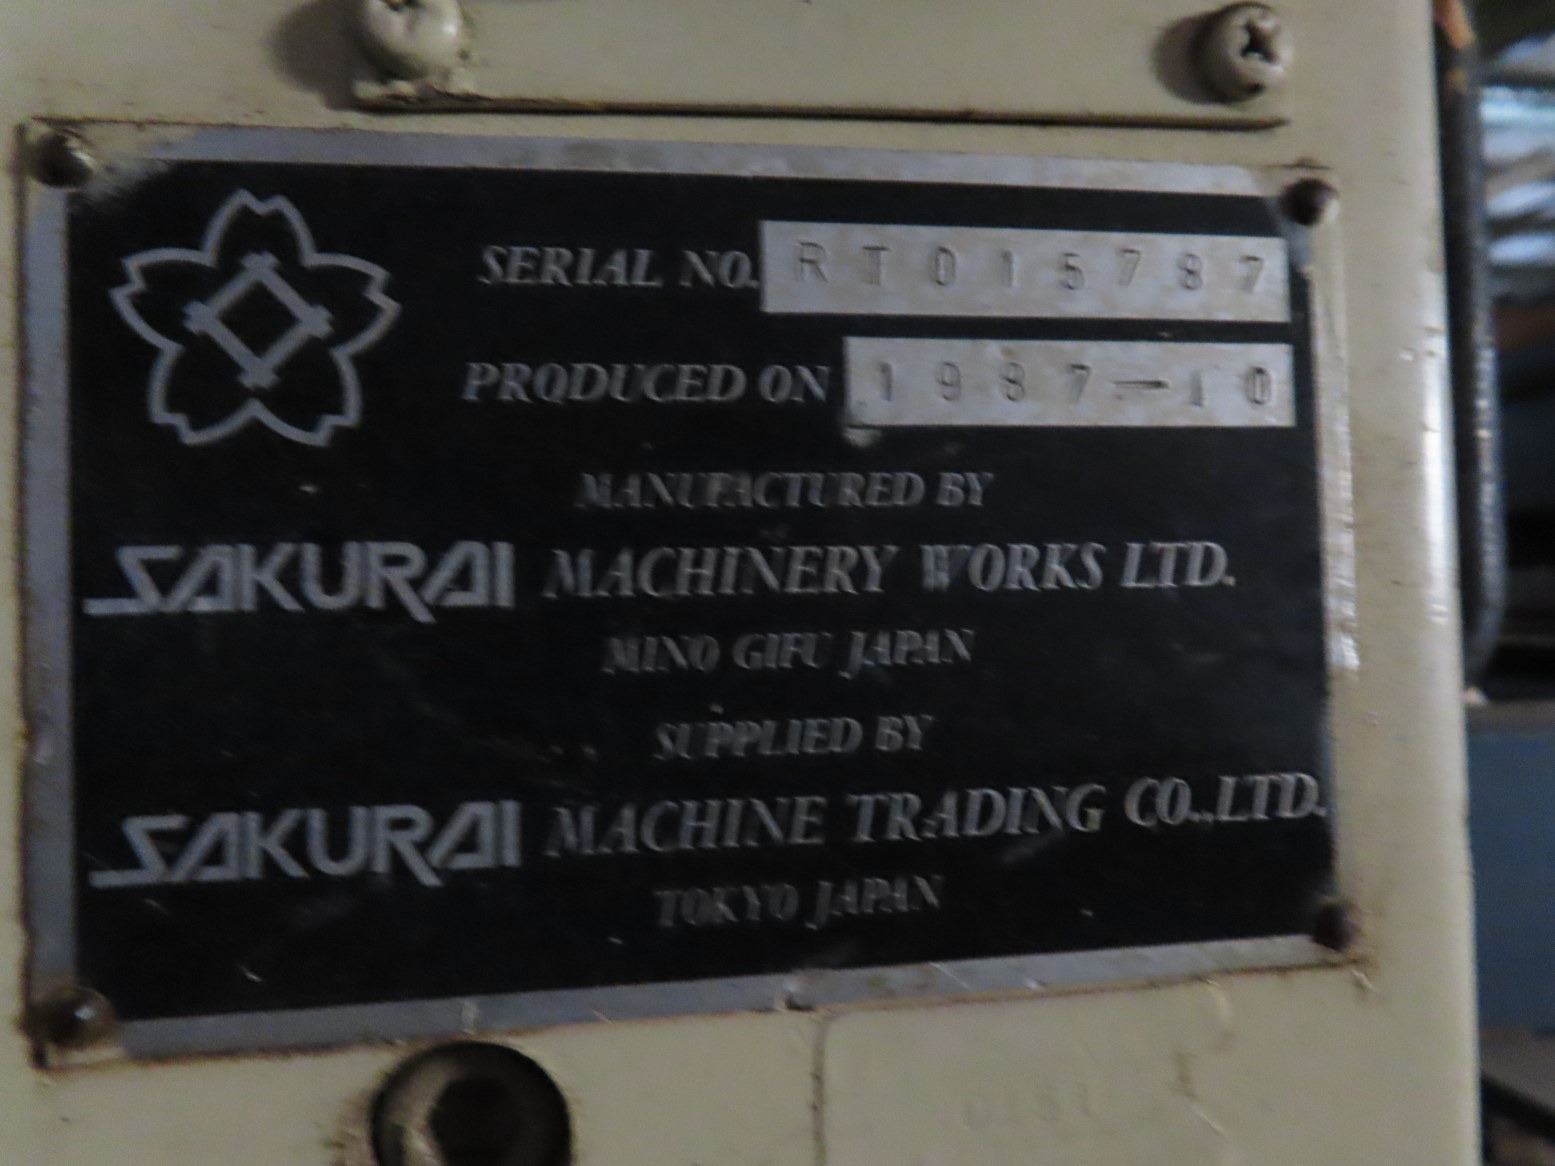 SERIAL NO. RT015787
PRODUCED ON 1987-10
MANUFACTURED BY
SAKURAI MACHINERY WORKS LTD.
MINO GIFU JAPAN
SUPPLIED BY
SAKURAI MACHINE TRADING CO.,LTD.
TOKYO JAPAN